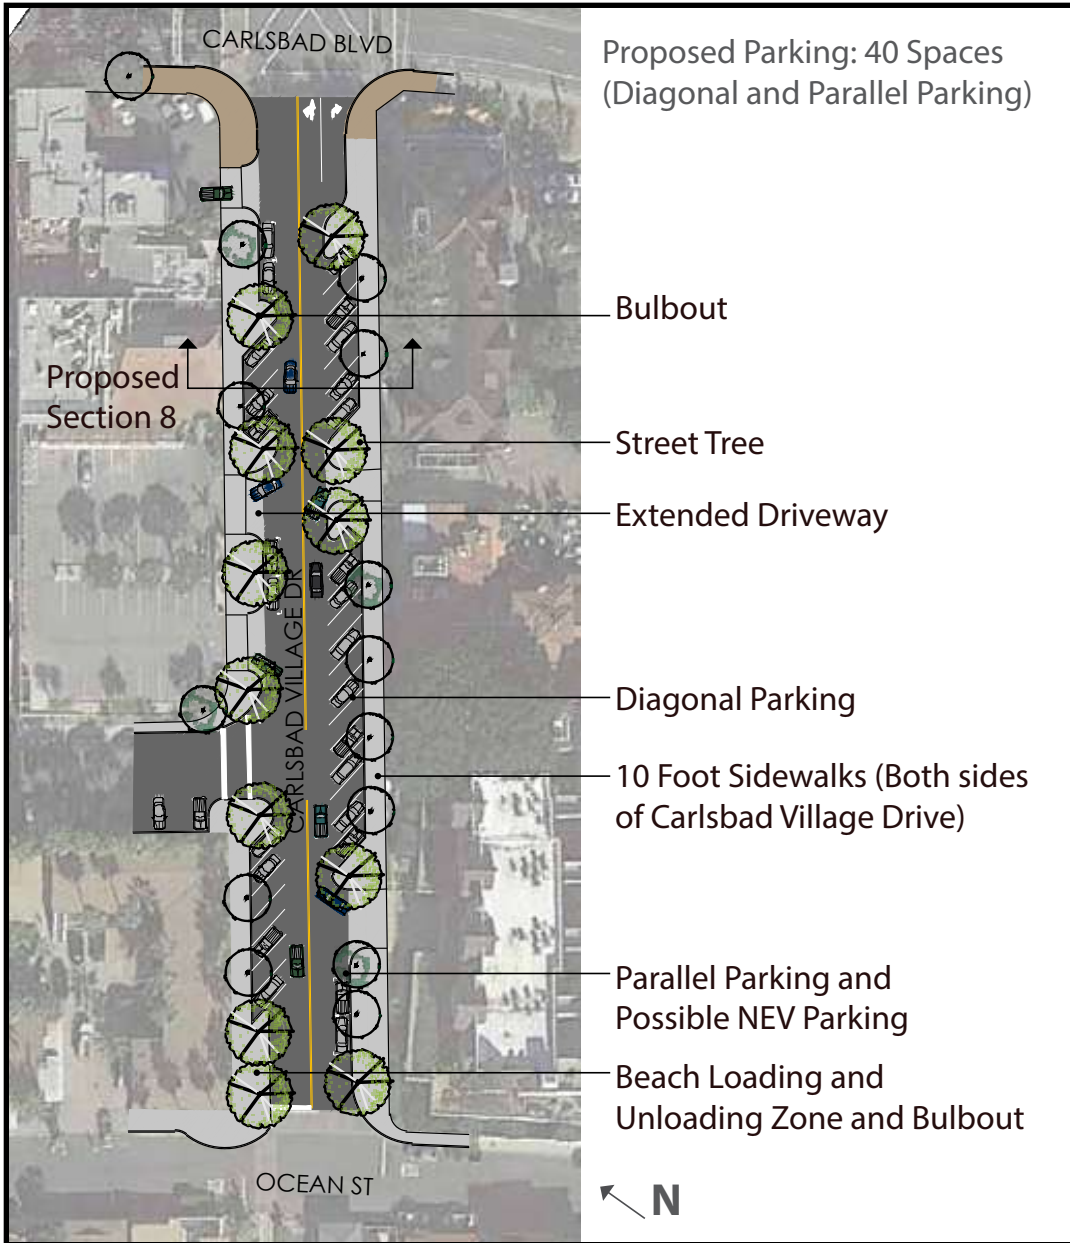 CARLSBAD BLVD
Proposed Parking: 40 Spaces
(Diagonal and Parallel Parking)
Bulbout
Proposed
Section 8
Street Tree
Extended Driveway
CARLSBAD VILLAGE DR
Diagonal Parking
10 Foot Sidewalks (Both sides
of Carlsbad Village Drive)
Parallel Parking and
Possible NEV Parking
Beach Loading and
Unloading Zone and Bulbout
OCEAN ST
N